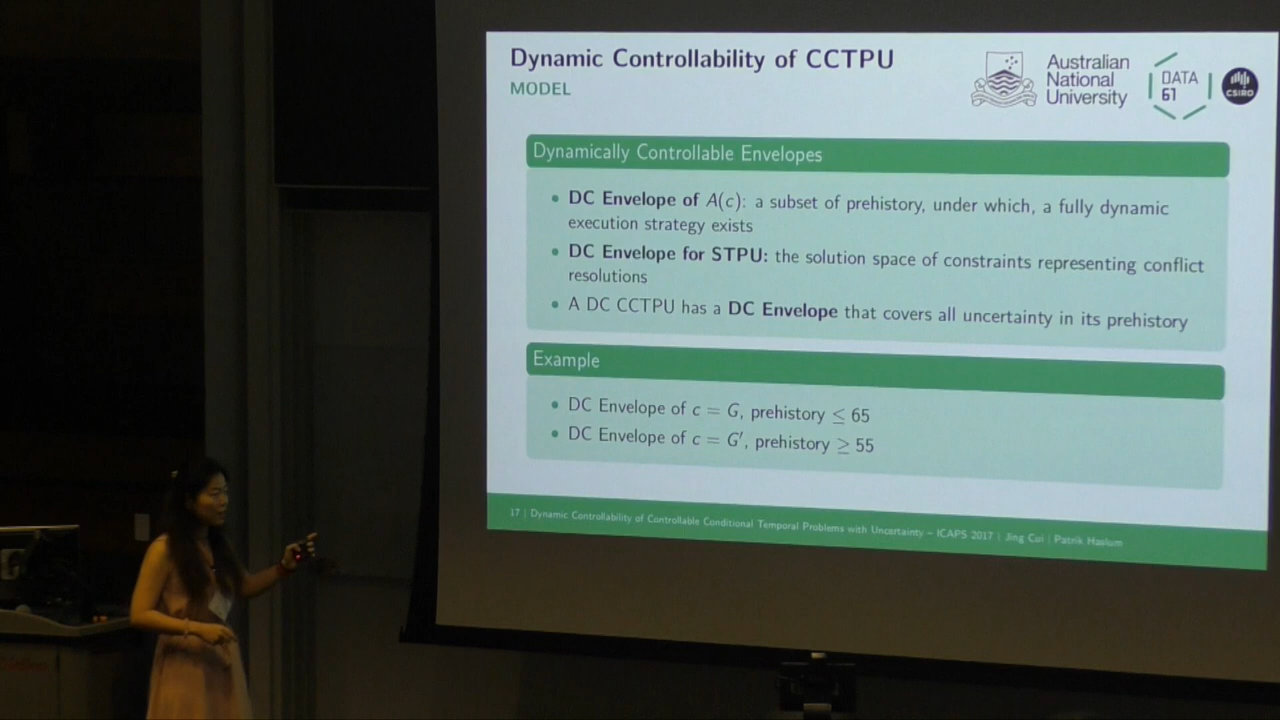 Dynamic Controllability of CCTPU
MODEL
Australian
National
University
DATA
61
CSIRO
Dynamically Controllable Envelopes
• DC Envelope of A(c): a subset of prehistory, under which, a fully dynamic
execution strategy exists
• DC Envelope for STPU: the solution space of constraints representing conflict
resolutions
• A DC CCTPU has a DC Envelope that covers all uncertainty in its prehistory
Example
• DC Envelope of c = G, prehistory ≤ 65
• DC Envelope of c = G′, prehistory ≥ 55
17 | Dynamic Controllability of Controllable Conditional Temporal Problems with Uncertainty – ICAPS 2017 | Jing Cui | Patrik Haslum